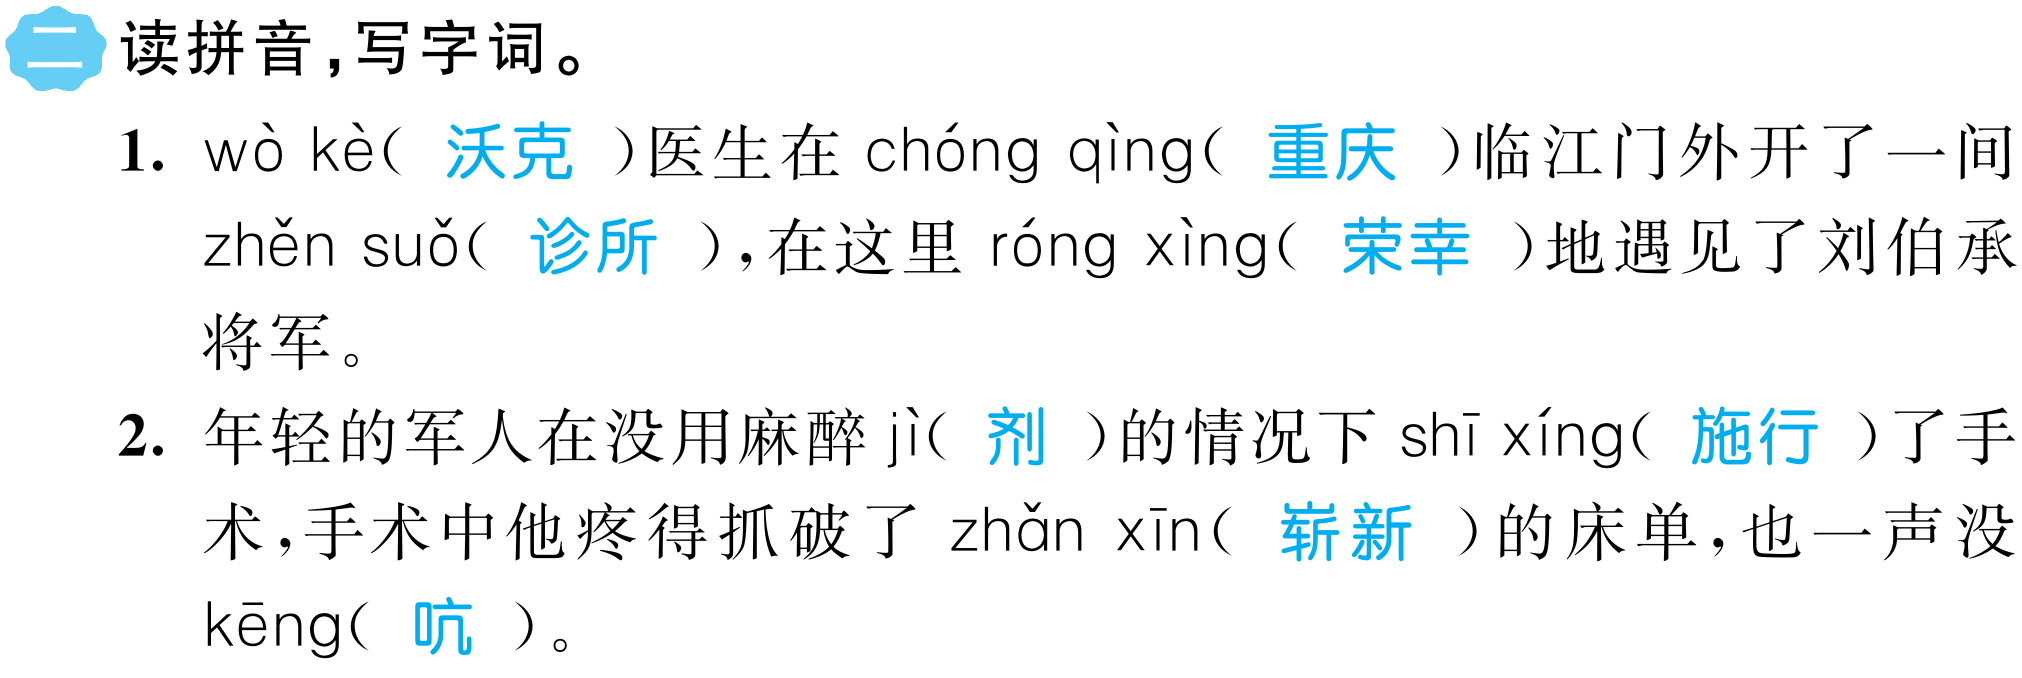 二 读拼音,写字词。
1. wò kè( 沃克 )医生在 chóng qìng( 重庆 )临江门外开了一间
zhěn suǒ( 诊所 ),在这里 róng xìng( 荣幸 )地遇见了刘伯承
将军。
2. 年轻的军人在没用麻醉 jì( 剂 )的情况下 shī xíng( 施行 )了手
术,手术中他疼得抓破了 zhǎn xīn( 崭新 )的床单,也一声没
kēng( 吭 )。